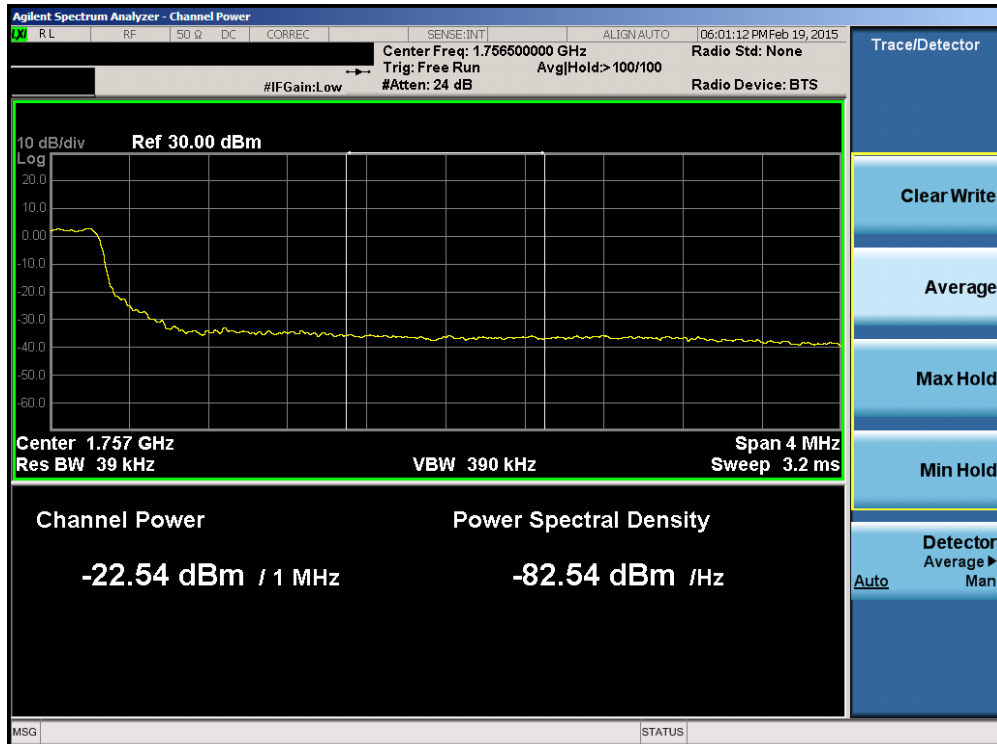 Agilent Spectrum Analyzer - Channel Power
LXI RL RF 50 Ω DC CORREC SENSE:INT ALIGN AUTO 06:01:12 PM Feb 19, 2015
Center Freq: 1.756500000 GHz Radio Std: None
Trig: Free Run Avg|Hold:> 100/100
#IFGain:Low #Atten: 24 dB Radio Device: BTS
Trace/Detector
10 dB/div Ref 30.00 dBm
Log
20.0
10.0
0.00
-10.0
-20.0
-30.0
-40.0
-50.0
-60.0
Center 1.757 GHz Span 4 MHz
Res BW 39 kHz VBW 390 kHz Sweep 3.2 ms
Channel Power Power Spectral Density
-22.54 dBm / 1 MHz -82.54 dBm /Hz
Clear Write
Average
Max Hold
Min Hold
Detector
Average
Auto Man
MSG STATUS